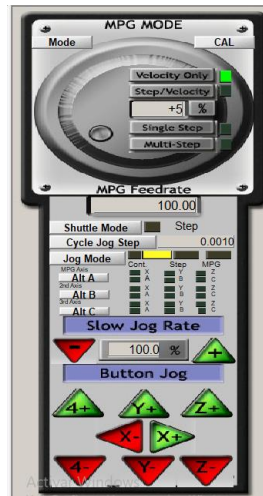 MPG MODE
Mode CAL
Velocity Only
Step/Velocity
+5 %
Single Step
Multi-Step
MPG Feedrate
100.00
Shuttle Mode Step
Cycle Jog Step 0.0010
Jog Mode
Cont. Step MPG
MPG Axis X Y Z
Alt A A B C
2nd Axis X Y Z
Alt B A B C
3rd Axis X Y Z
Alt C A B C
Slow Jog Rate
- 100.0 % +
Button Jog
4+ Y+ Z+
X- X+
4- Y- Z-
Activar Windows